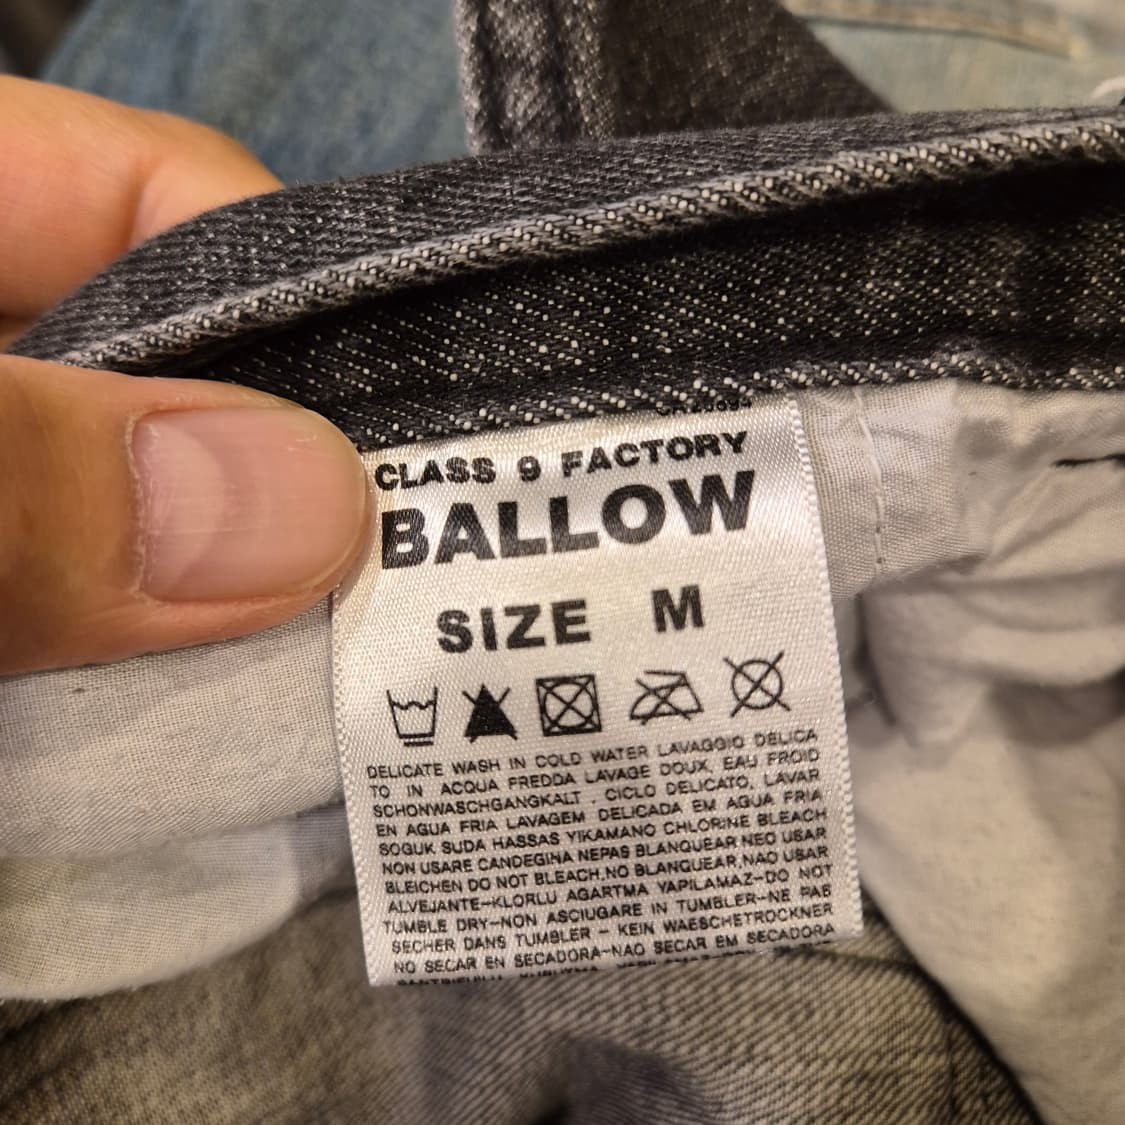 CLASS 9 FACTORY
BALLOW
SIZE M
DELICATE WASH IN COLD WATER LAVAGGIO DELICA
TO IN ACQUA FREDDA LAVAGE DOUX, EAU FROID
SCHONWASCHGANGKALT . CICLO DELICATO, LAVAR
EN AGUA FRIA LAVAGEM DELICADA EM AGUA FRIA
SOGUK SUDA HASSAS YIKAMANO CHLORINE BLEACH
NON USARE CANDEGINA NEPAS BLANQUEAR NEO USAR
BLEICHEN DO NOT BLEACH,NO BLANQUEAR,NAO USAR
ALVEJANTE-KLORLU AGARTMA YAPILAMAZ-DO NOT
TUMBLE DRY-NON ASCIUGARE IN TUMBLER-NE PAS
SECHER DANS TUMBLER - KEIN WAESCHETROCKNER
NO SECAR EN SECADORA-NAO SECAR EM SECADORA